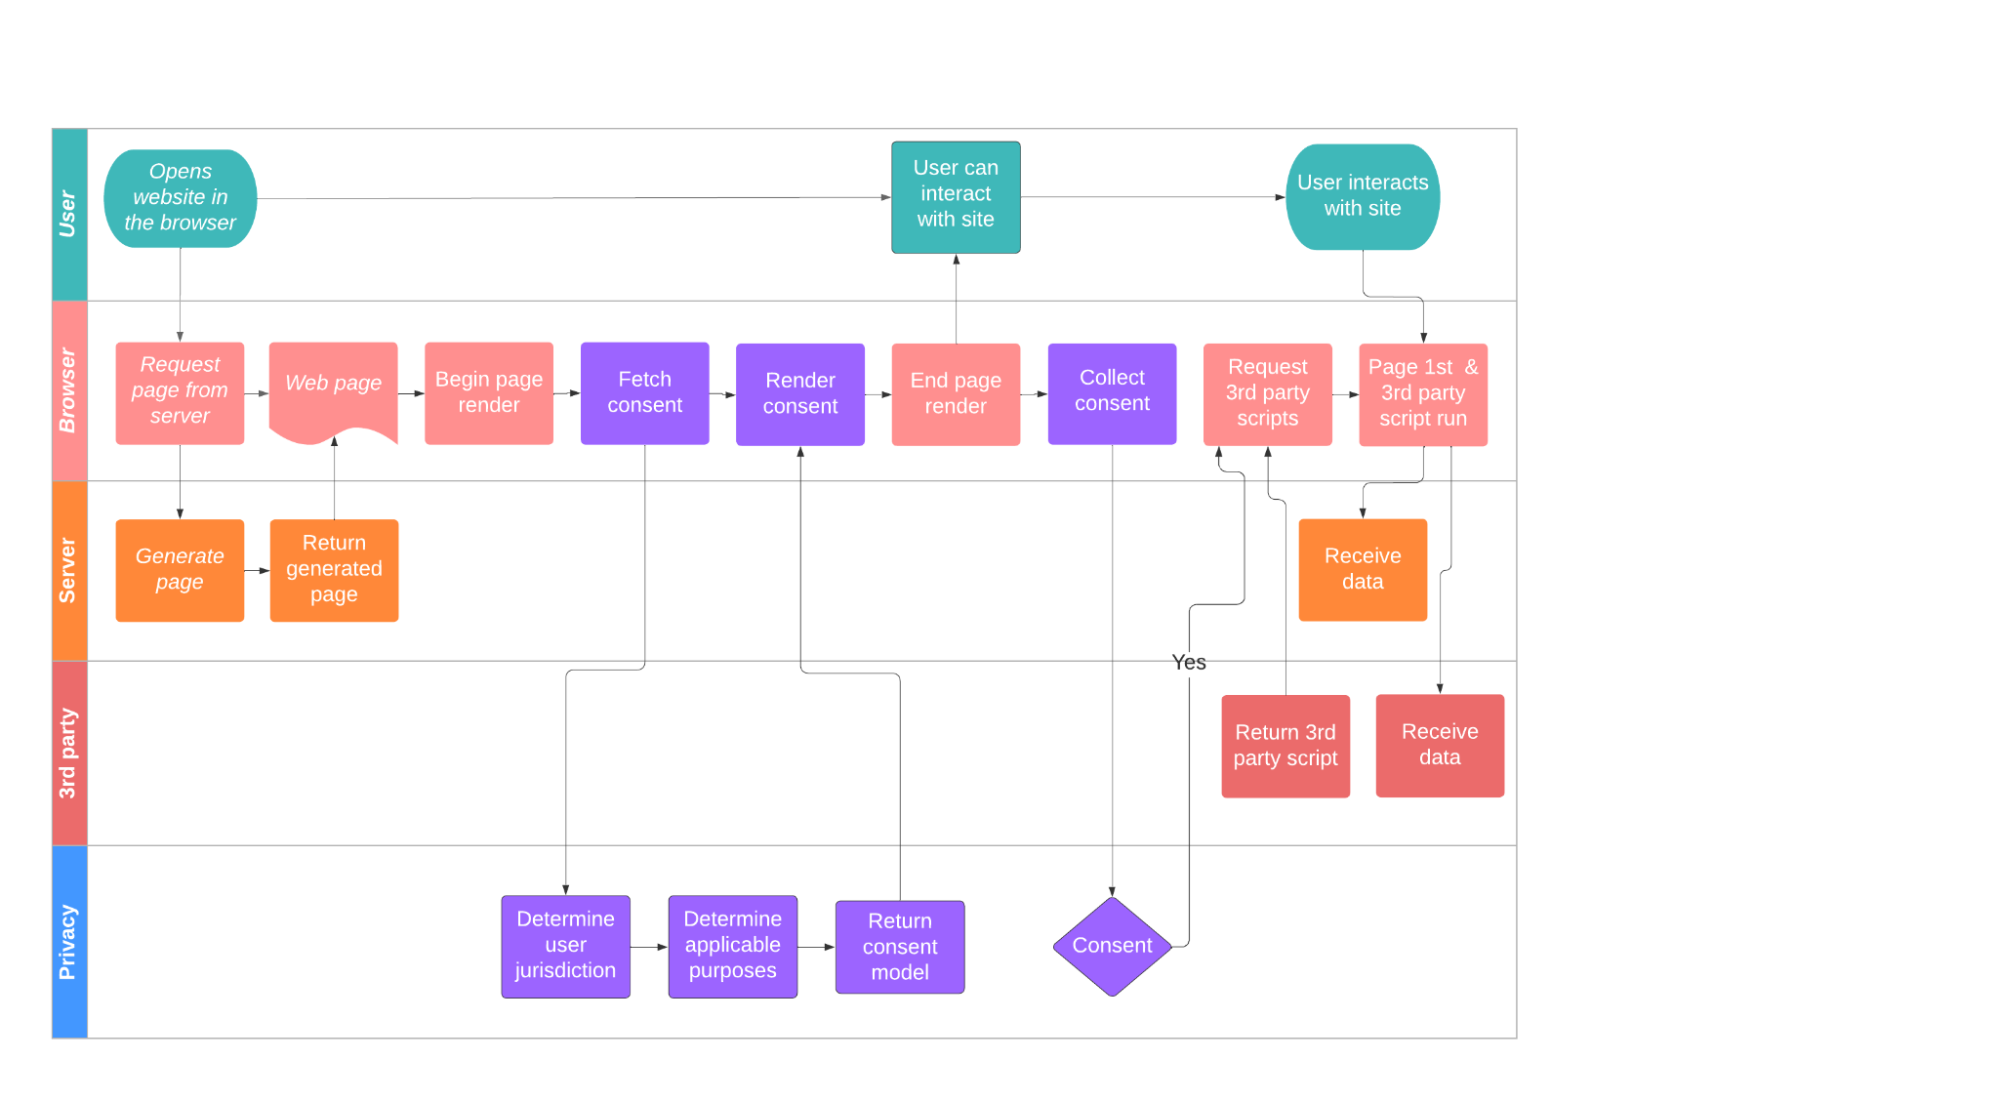 User
Opens
website in
the browser
User can
interact
with site
User interacts
with site
Browser
Request
page from
server
Web page
Begin page
render
Fetch
consent
Render
consent
End page
render
Collect
consent
Request
3rd party
scripts
Page 1st &
3rd party
script run
Server
Generate
page
Return
generated
page
Receive
data
Yes
3rd party
Return 3rd
party script
Receive
data
Privacy
Determine
user
jurisdiction
Determine
applicable
purposes
Return
consent
model
Consent